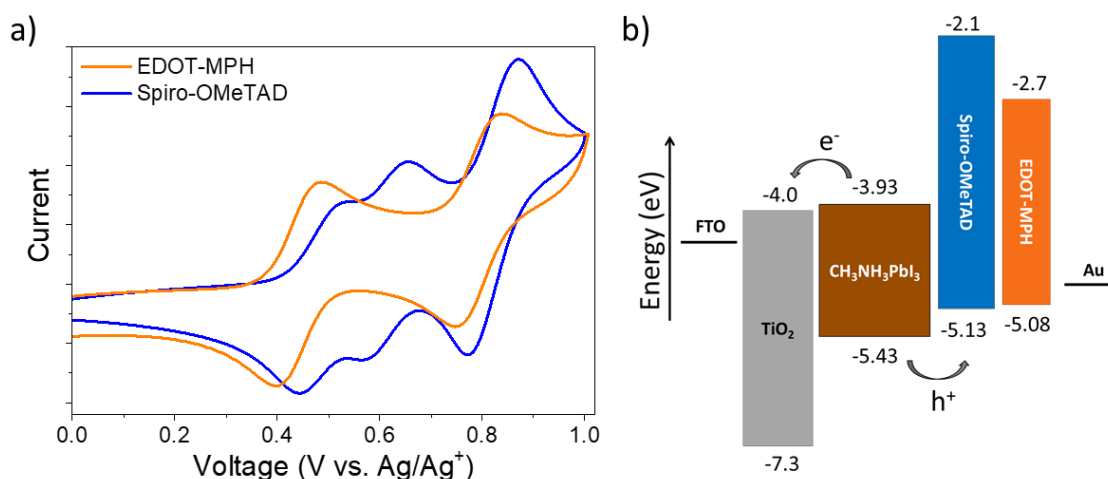 a)
EDOT-MPH
Spiro-OMeTAD
Current
0.0 0.2 0.4 0.6 0.8 1.0
Voltage (V vs. Ag/Ag⁺)
b)
Energy (eV)
FTO
-4.0
TiO₂
-7.3
e⁻
-3.93
CH₃NH₃PbI₃
-5.43
h⁺
-2.1
Spiro-OMeTAD
-5.13
-2.7
EDOT-MPH
-5.08
Au